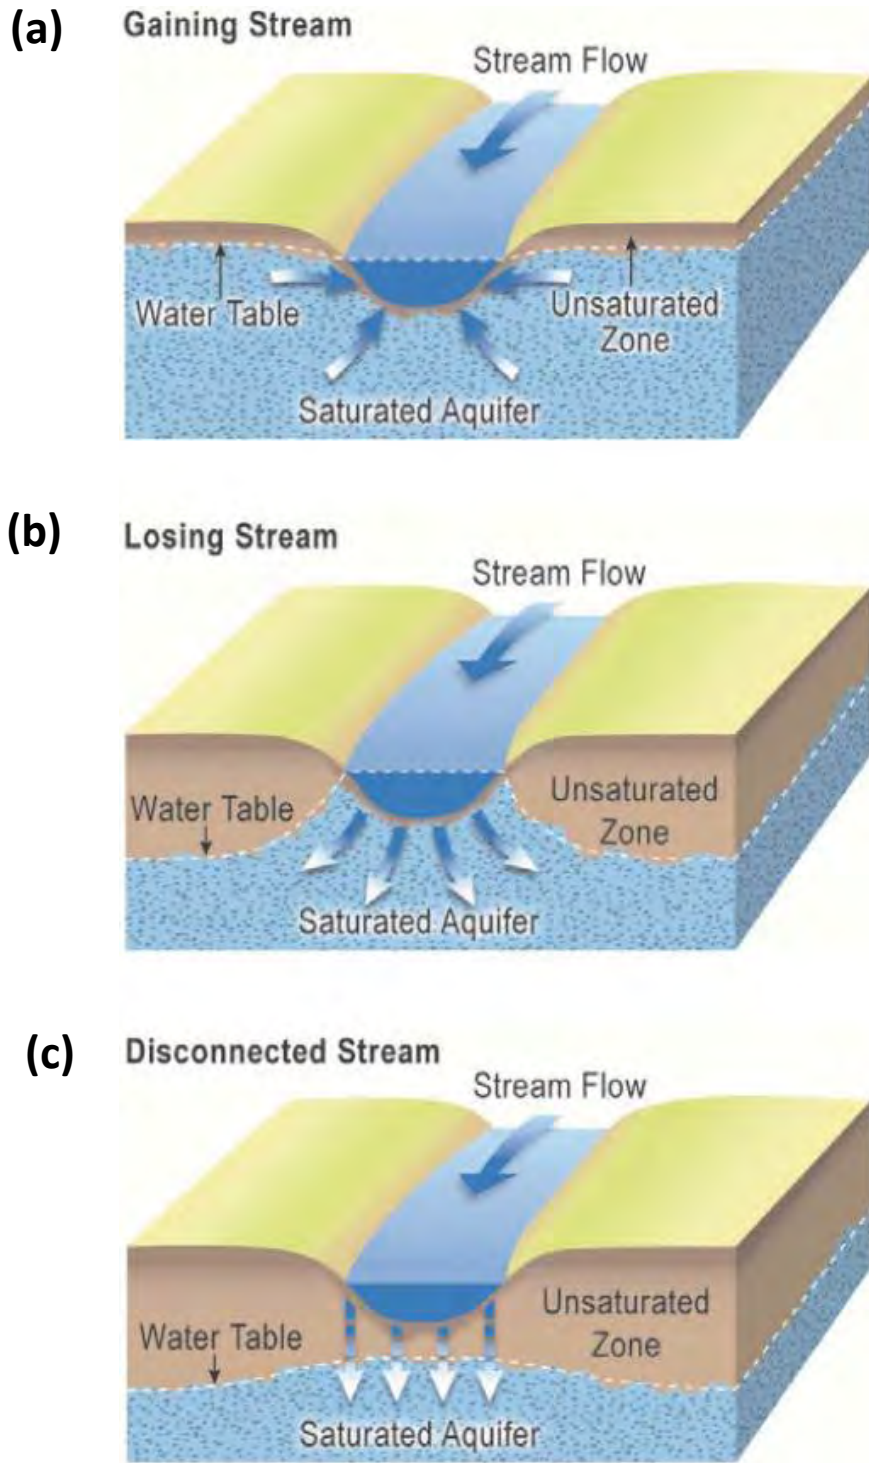 (a)
Gaining Stream
Stream Flow
Water Table
Unsaturated
Zone
Saturated Aquifer
(b)
Losing Stream
Stream Flow
Water Table
Unsaturated
Zone
Saturated Aquifer
(c)
Disconnected Stream
Stream Flow
Water Table
Unsaturated
Zone
Saturated Aquifer